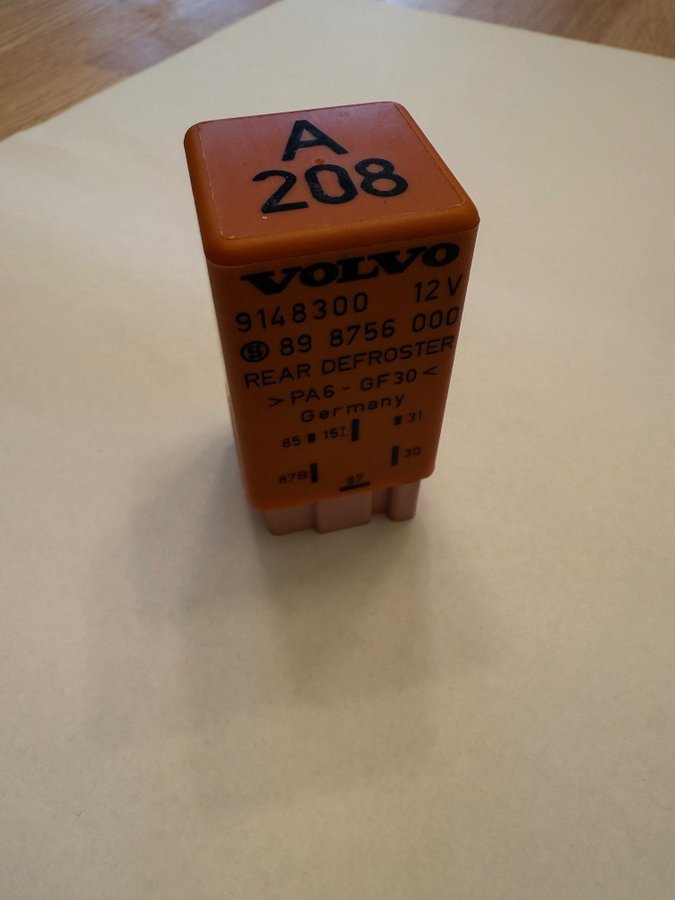 A
208
VOLVO
9148300 12V
89 8756 000
REAR DEFROSTER
>PA6-GF30<
Germany
85 15I 31
87B 87 30